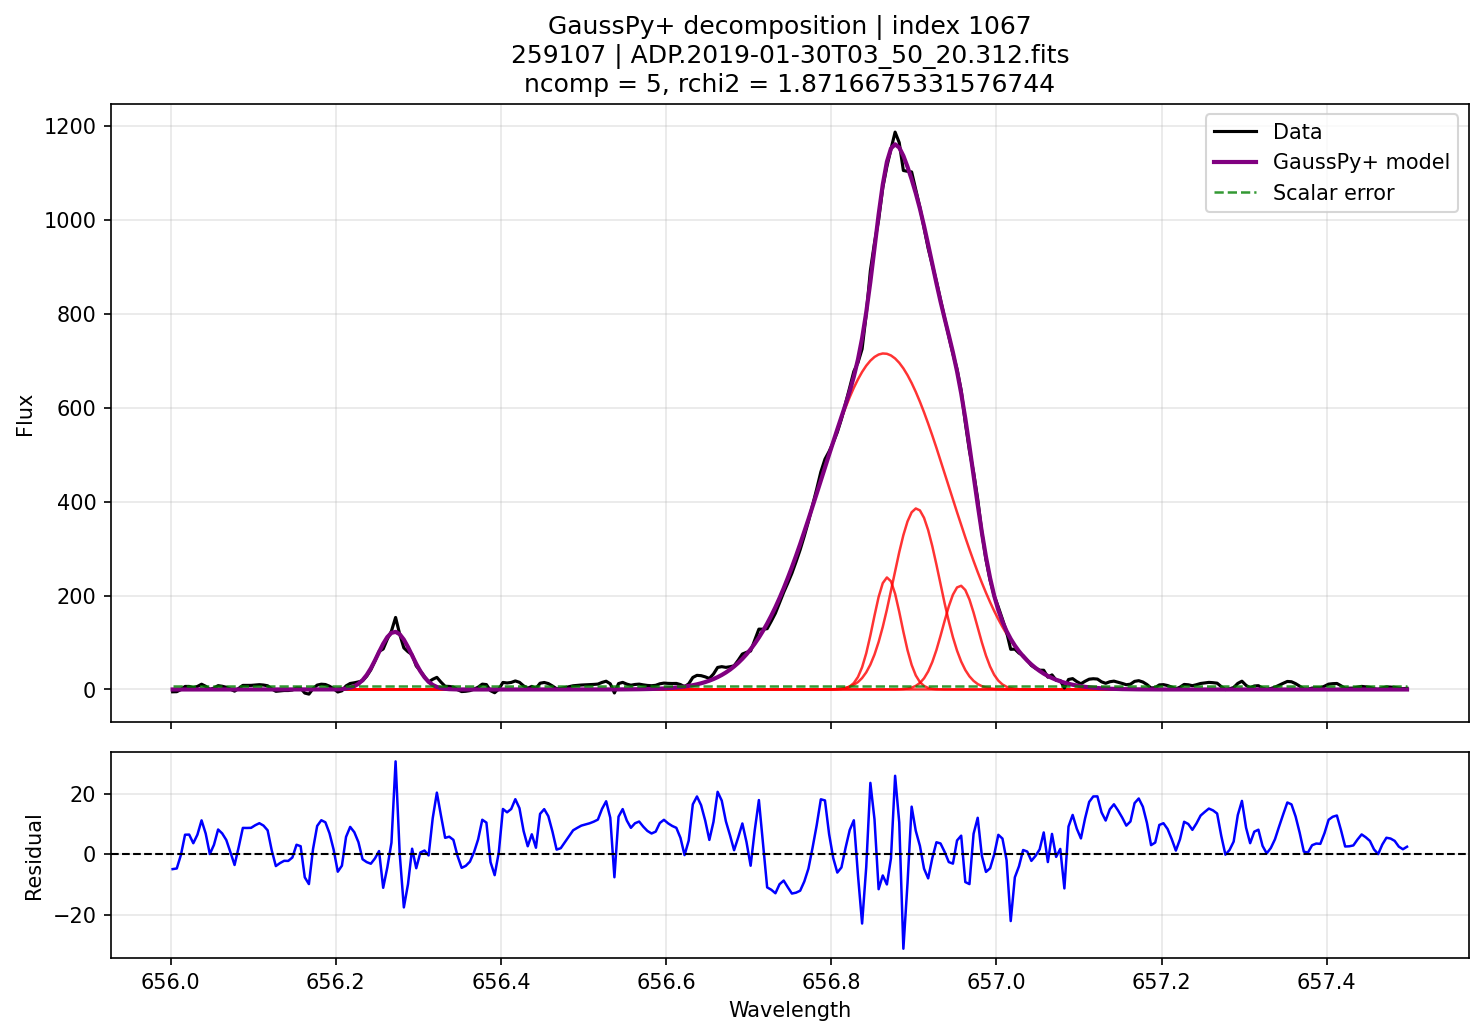 GaussPy+ decomposition | index 1067
259107 | ADP.2019-01-30T03_50_20.312.fits
ncomp = 5, rchi2 = 1.8716675331576744
Data
GaussPy+ model
Scalar error
Flux
1200
1000
800
600
400
200
0
Residual
20
0
−20
656.0 656.2 656.4 656.6 656.8 657.0 657.2 657.4
Wavelength